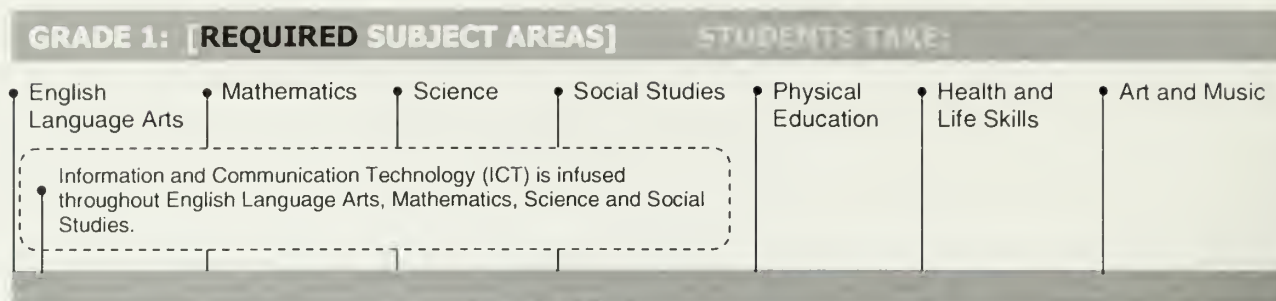 GRADE 1: [REQUIRED SUBJECT AREAS] STUDENTS TAKE:
English Language Arts
Mathematics
Science
Social Studies
Physical Education
Health and Life Skills
Art and Music
Information and Communication Technology (ICT) is infused
throughout English Language Arts, Mathematics, Science and Social
Studies.